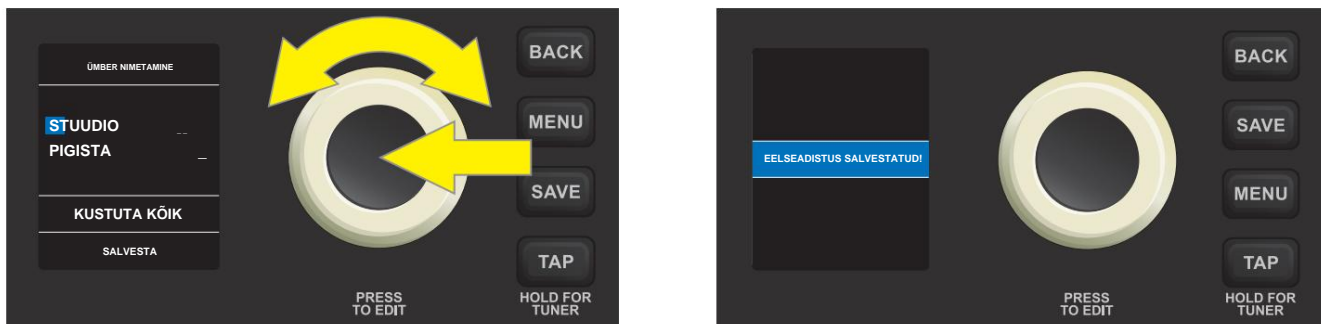 ÜMBER NIMETAMINE
STUUDIO __
PIGISTA _
KUSTUTA KÕIK
SALVESTA
BACK
MENU
SAVE
TAP
PRESS
TO EDIT
HOLD FOR
TUNER
EELSEADISTUS SALVESTATUD!
BACK
SAVE
MENU
TAP
PRESS
TO EDIT
HOLD FOR
TUNER